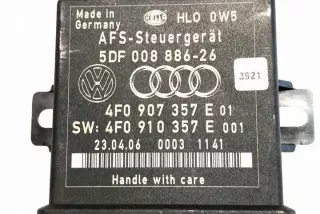 Made in HELLA HLO 0W5
Germany
AFS-Steuergerät
5DF 008 886-26
3921
4F0 907 357 E 01
SW: 4F0 910 357 E 001
23.04.06 0003 1141
Handle with care